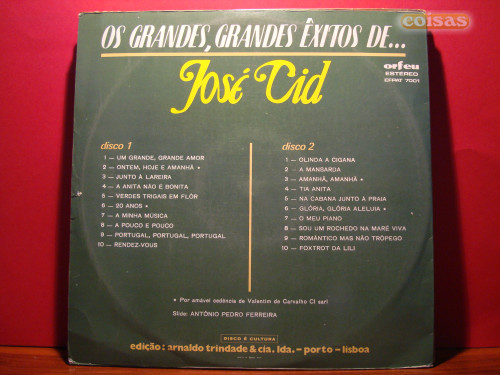 coisas
OS GRANDES, GRANDES ÊXITOS DE...
orfeu
ESTÉREO
CFPAT 7001
José Cid
disco 1
1 — UM GRANDE, GRANDE AMOR
2 — ONTEM, HOJE E AMANHÃ *
3 — JUNTO À LAREIRA
4 — A ANITA NÃO É BONITA
5 — VERDES TRIGAIS EM FLÔR
6 — 20 ANOS *
7 — A MINHA MÚSICA
8 — A POUCO E POUCO
9 — PORTUGAL, PORTUGAL, PORTUGAL
10 — RENDEZ-VOUS
disco 2
1 — OLINDA A CIGANA
2 — A MANSARDA
3 — AMANHÃ, AMANHÃ *
4 — TIA ANITA
5 — NA CABANA JUNTO À PRAIA
6 — GLÓRIA, GLÓRIA ALELUIA *
7 — O MEU PIANO
8 — SOU UM ROCHEDO NA MARÉ VIVA
9 — ROMÂNTICO MAS NÃO TRÔPEGO
10 — FOXTROT DA LILI
* Por amável cedência de Valentim de Carvalho CI sarl
Slide: ANTÓNIO PEDRO FERREIRA
DISCO É CULTURA
edição: arnaldo trindade & cia. lda. – porto – lisboa